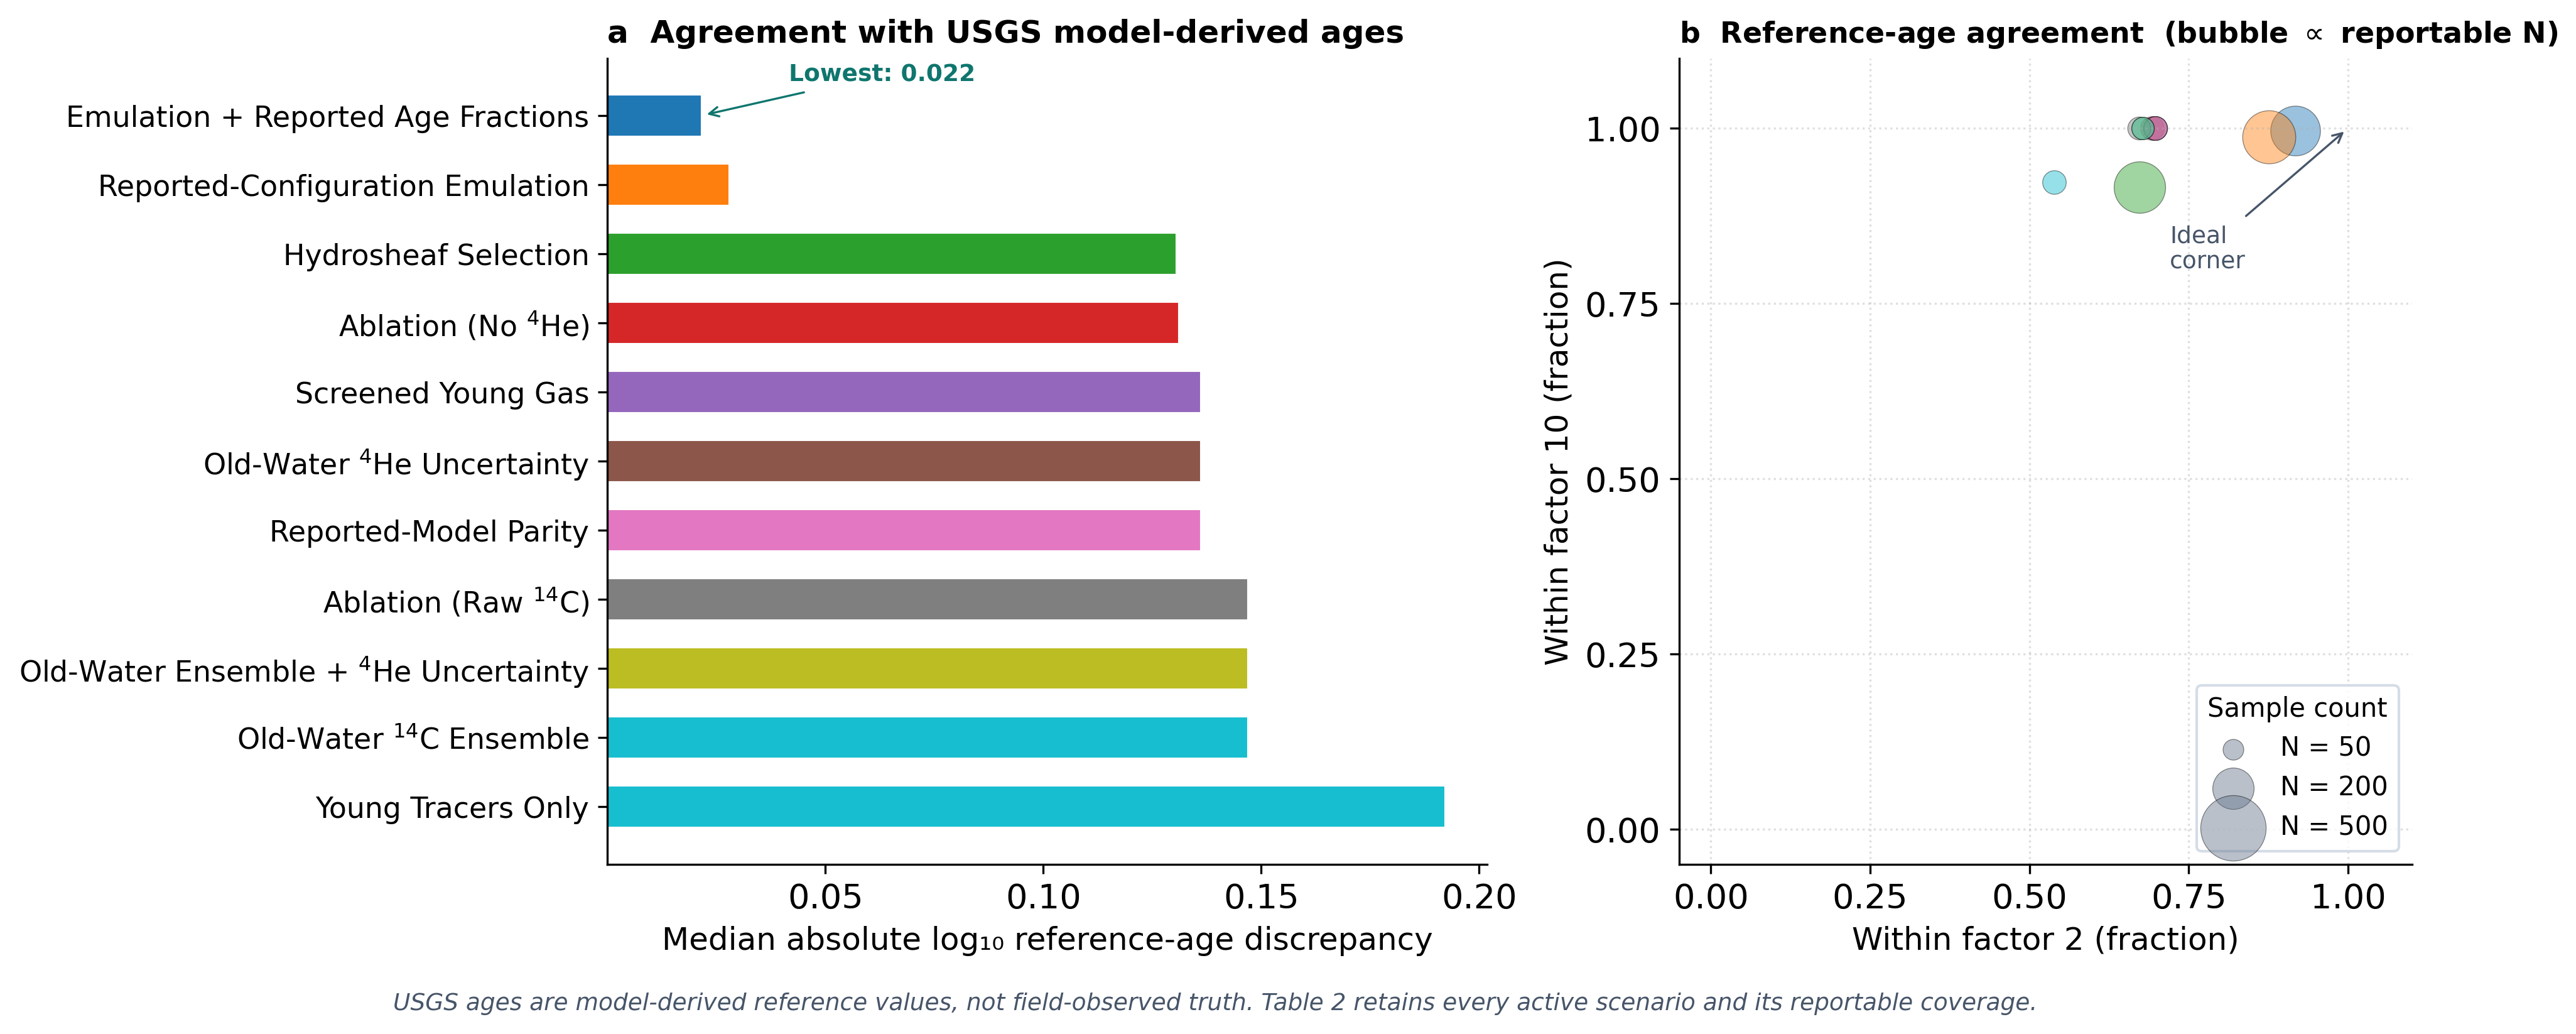 a Agreement with USGS model-derived ages
Lowest: 0.022
Emulation + Reported Age Fractions
Reported-Configuration Emulation
Hydrosheaf Selection
Ablation (No ⁴He)
Screened Young Gas
Old-Water ⁴He Uncertainty
Reported-Model Parity
Ablation (Raw ¹⁴C)
Old-Water Ensemble + ⁴He Uncertainty
Old-Water ¹⁴C Ensemble
Young Tracers Only
0.05 0.10 0.15 0.20
Median absolute log₁₀ reference-age discrepancy
b Reference-age agreement (bubble ∝ reportable N)
Within factor 10 (fraction)
1.00
0.75
0.50
0.25
0.00
Ideal
corner
Sample count
N = 50
N = 200
N = 500
0.00 0.25 0.50 0.75 1.00
Within factor 2 (fraction)
USGS ages are model-derived reference values, not field-observed truth. Table 2 retains every active scenario and its reportable coverage.